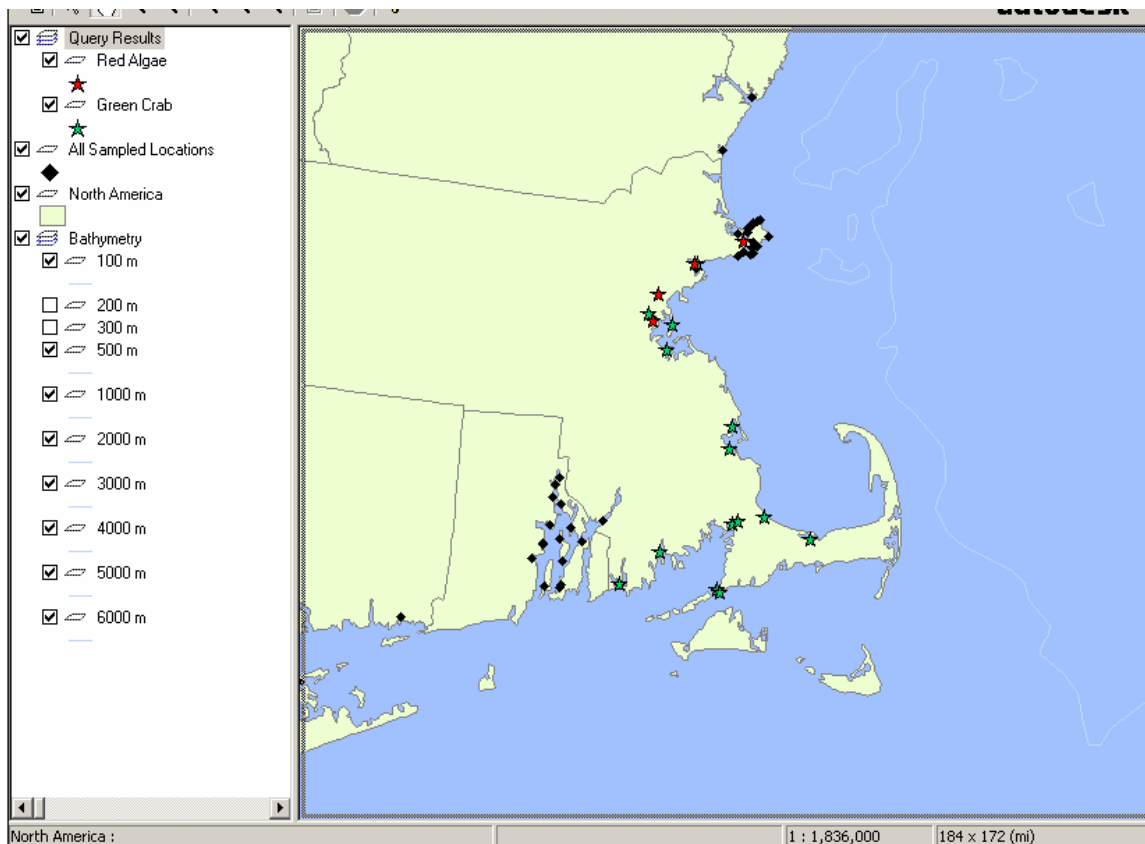 autodesk
Query Results
Red Algae
Green Crab
All Sampled Locations
North America
Bathymetry
100 m
200 m
300 m
500 m
1000 m
2000 m
3000 m
4000 m
5000 m
6000 m
North America :
1 : 1,836,000
184 x 172 (mi)